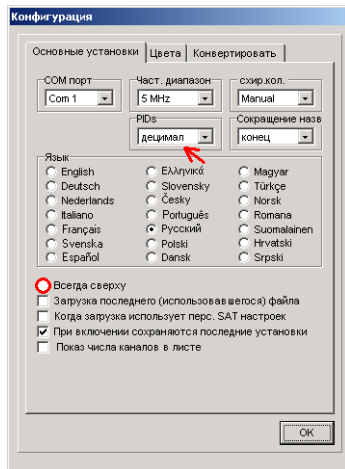 Конфигурация
Основные установки Цвета Конвертировать
COM порт Част. диапазон схир.кол.
Com 1 5 MHz Manual
PIDs Сокращение назв
децимал конец
Язык
English Ελληνικά Magyar
Deutsch Slovensky Türkçe
Nederlands Česky Norsk
Italiano Português Romana
Français Русский Suomalainen
Svenska Polski Hrvatski
Español Dansk Srpski
Всегда сверху
Загрузка последнего (использовавшегося) файла
Когда загрузка использует перс. SAT настроек
При включении сохраняются последние установки
Показ числа каналов в листе
OK